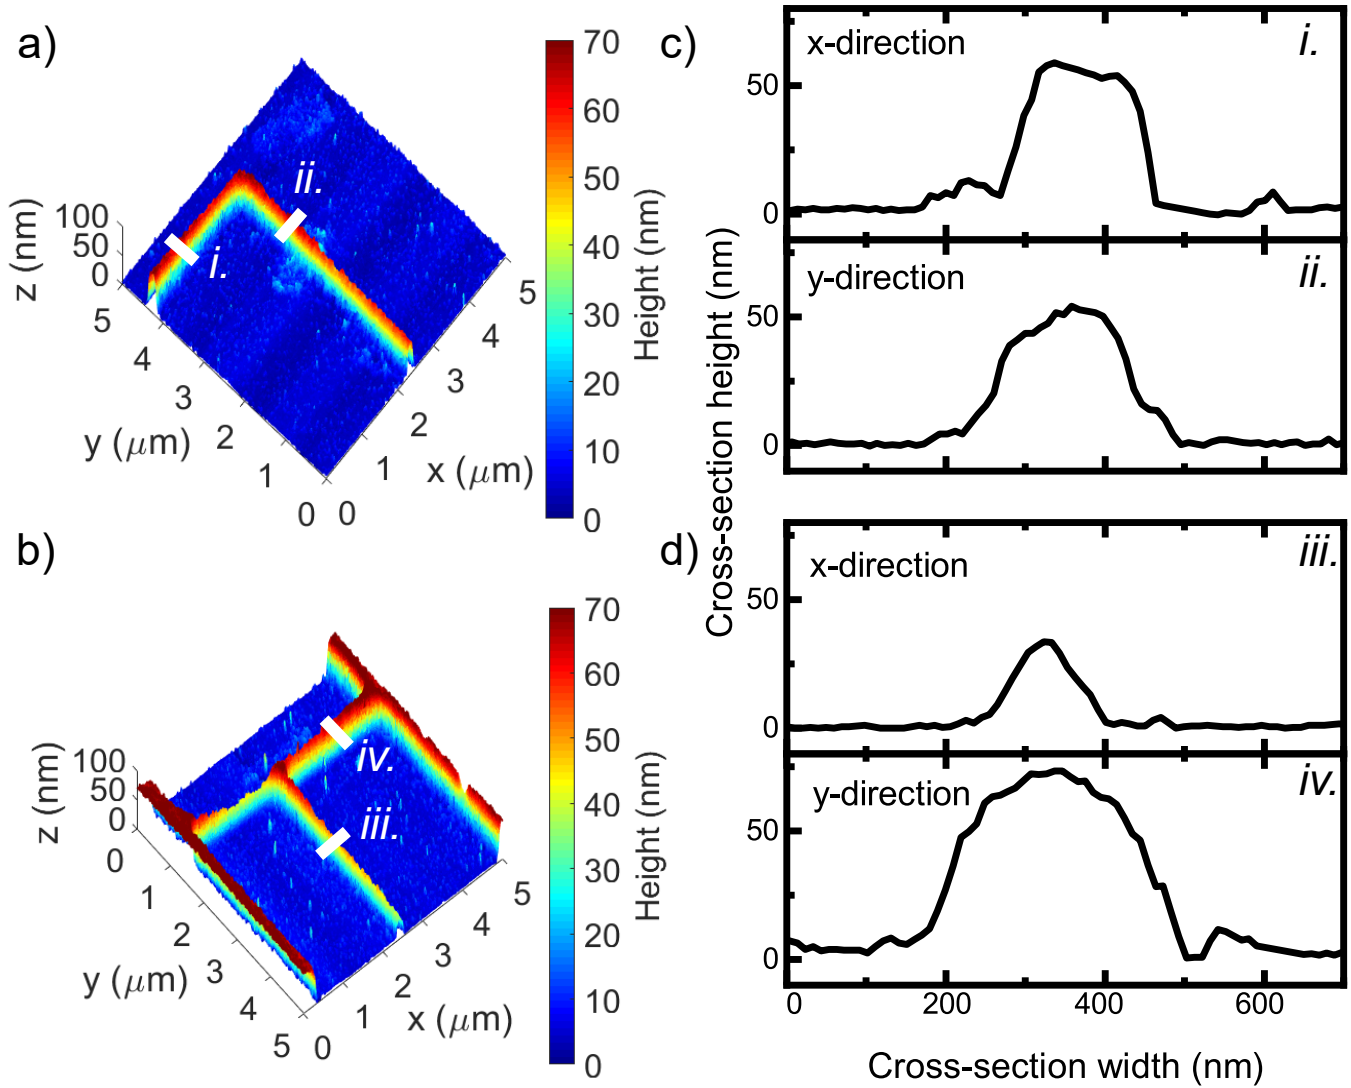 a)
z (nm)
100
50
0
5
4
3
2
1
0
y (μm)
0
1
2
3
4
5
x (μm)
i.
ii.
70
60
50
40
30
20
10
0
Height (nm)
b)
z (nm)
100
50
0
0
1
2
3
4
5
y (μm)
0
1
2
3
4
5
x (μm)
iv.
iii.
70
60
50
40
30
20
10
0
Height (nm)
c)
x-direction
i.
50
0
y-direction
ii.
50
0
Cross-section height (nm)
d)
x-direction
iii.
50
0
y-direction
iv.
50
0
0
200
400
600
Cross-section width (nm)